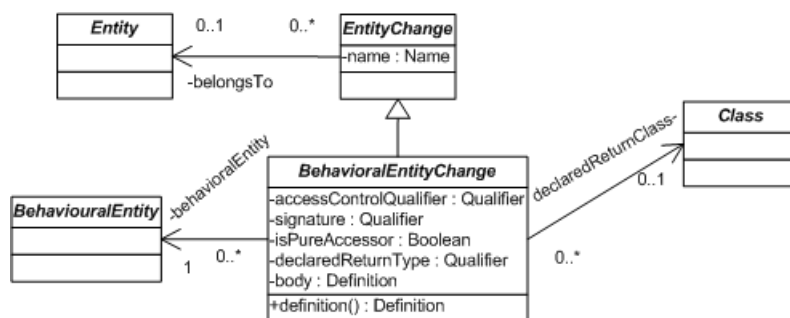 Entity
0..1
0..*
EntityChange
-name : Name
-belongsTo
Class
-behavioralEntity
declaredReturnClass-
0..1
BehavioralEntityChange
-accessControlQualifier : Qualifier
-signature : Qualifier
-isPureAccessor : Boolean
-declaredReturnType : Qualifier
-body : Definition
+definition() : Definition
BehaviouralEntity
1
0..*
0..*